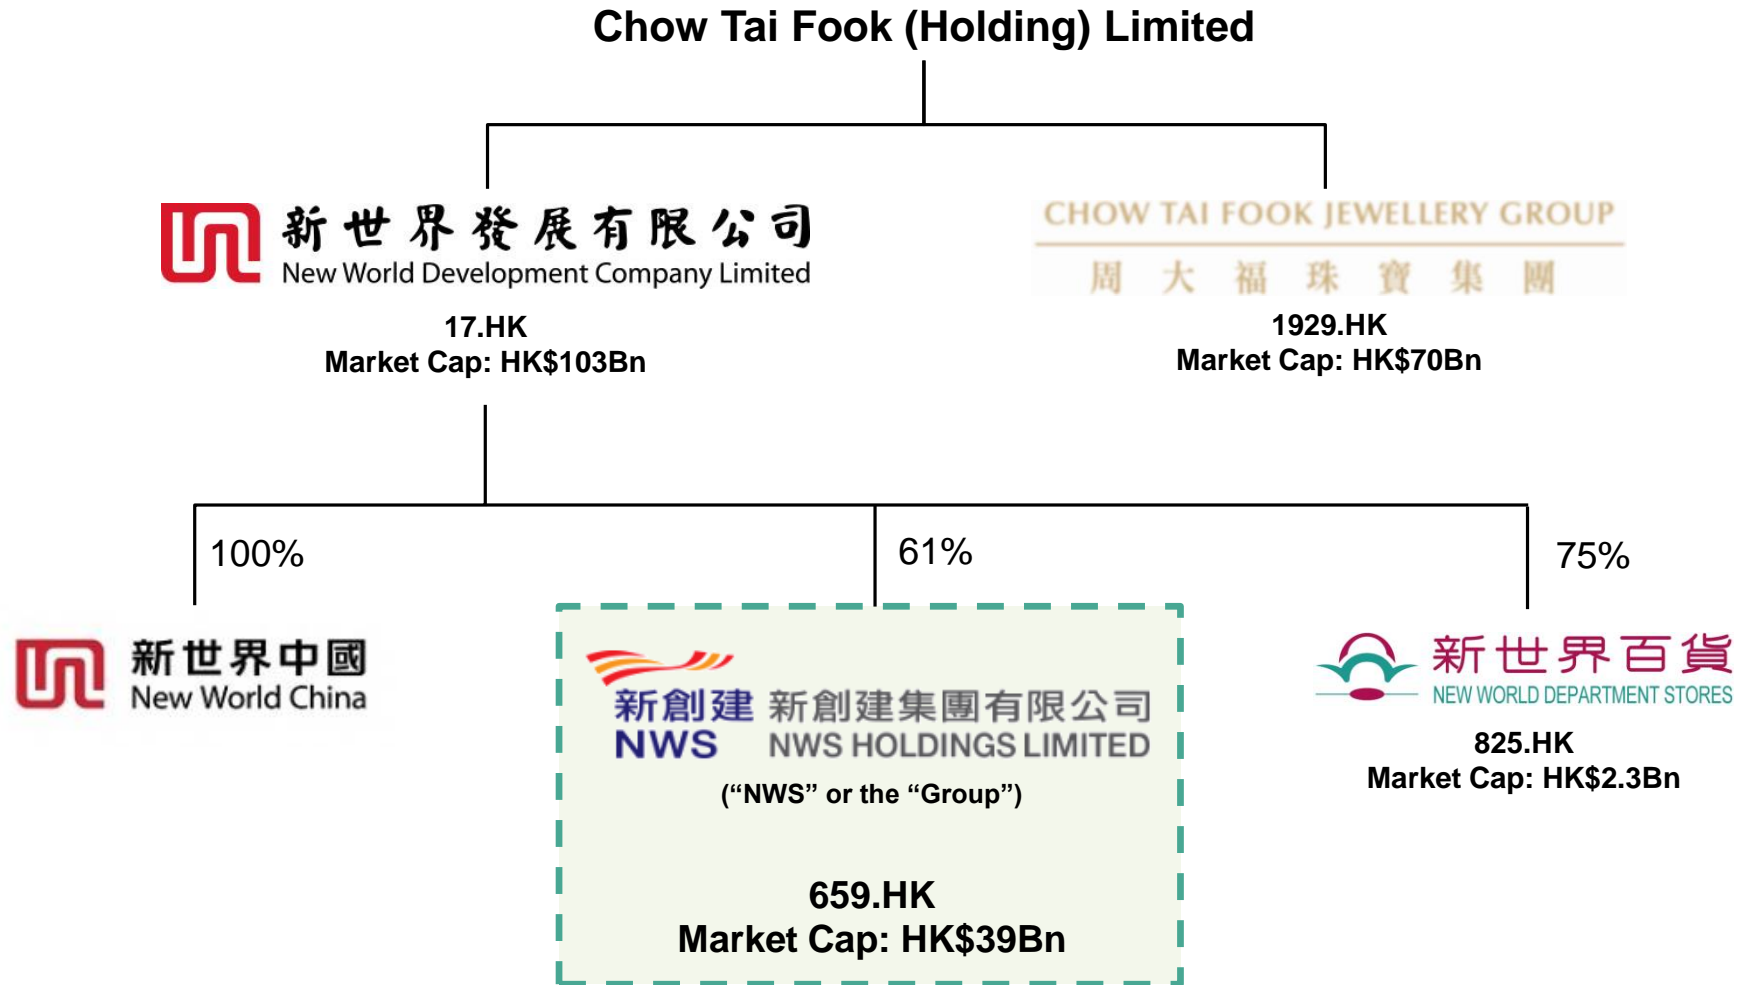 Chow Tai Fook (Holding) Limited
新世界發展有限公司
New World Development Company Limited
17.HK
Market Cap: HK$103Bn
CHOW TAI FOOK JEWELLERY GROUP
周大福珠寶集團
1929.HK
Market Cap: HK$70Bn
100%
61%
75%
新世界中國
New World China
新創建
NWS
新創建集團有限公司
NWS HOLDINGS LIMITED
(“NWS” or the “Group”)
659.HK
Market Cap: HK$39Bn
新世界百貨
NEW WORLD DEPARTMENT STORES
825.HK
Market Cap: HK$2.3Bn